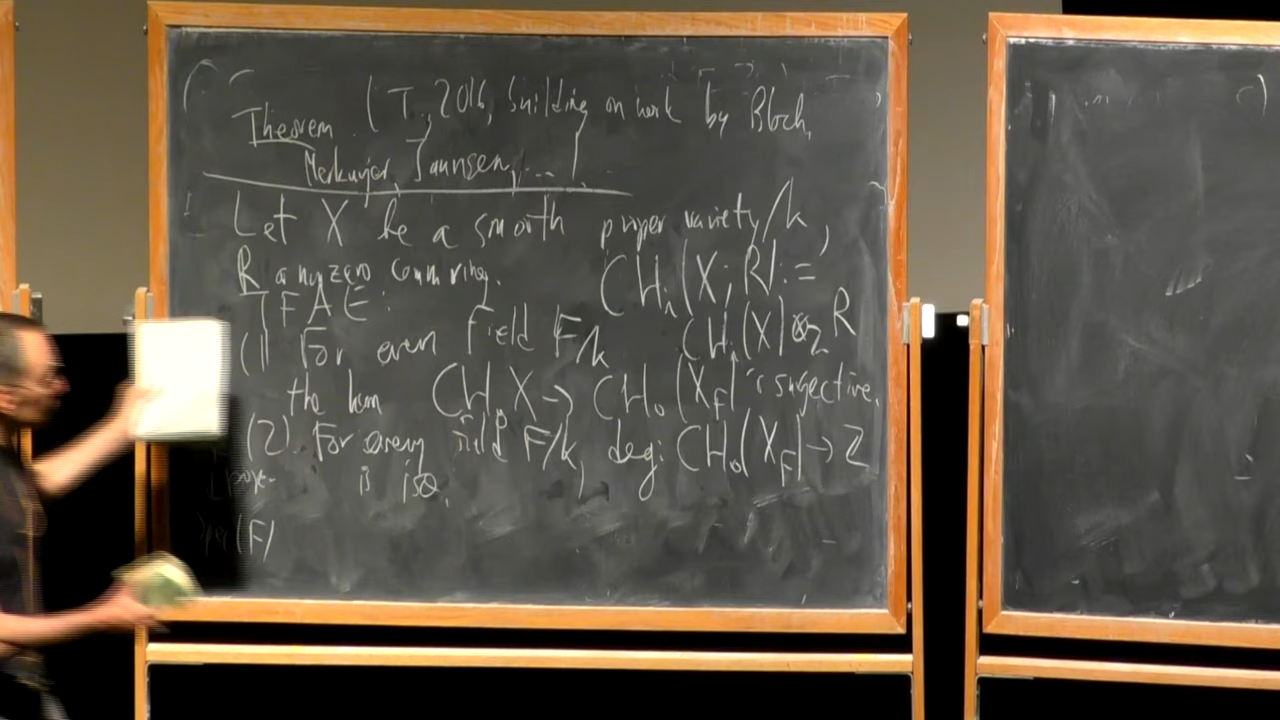 Theorem (T., 2016, building on work by Bloch,
Merkurjev, Jannsen, ...)
Let X be a smooth proper variety/k,
R a nonzero comm ring. CH_i(X; R) :=
TFAE: CH_i(X) ⊗_Z R
(1) For every field F/k
the hom CH_0 X → CH_0(X_F) is surjective.
(2) For every field F/k, deg: CH_0(X_F) → Z
is iso.
(F)